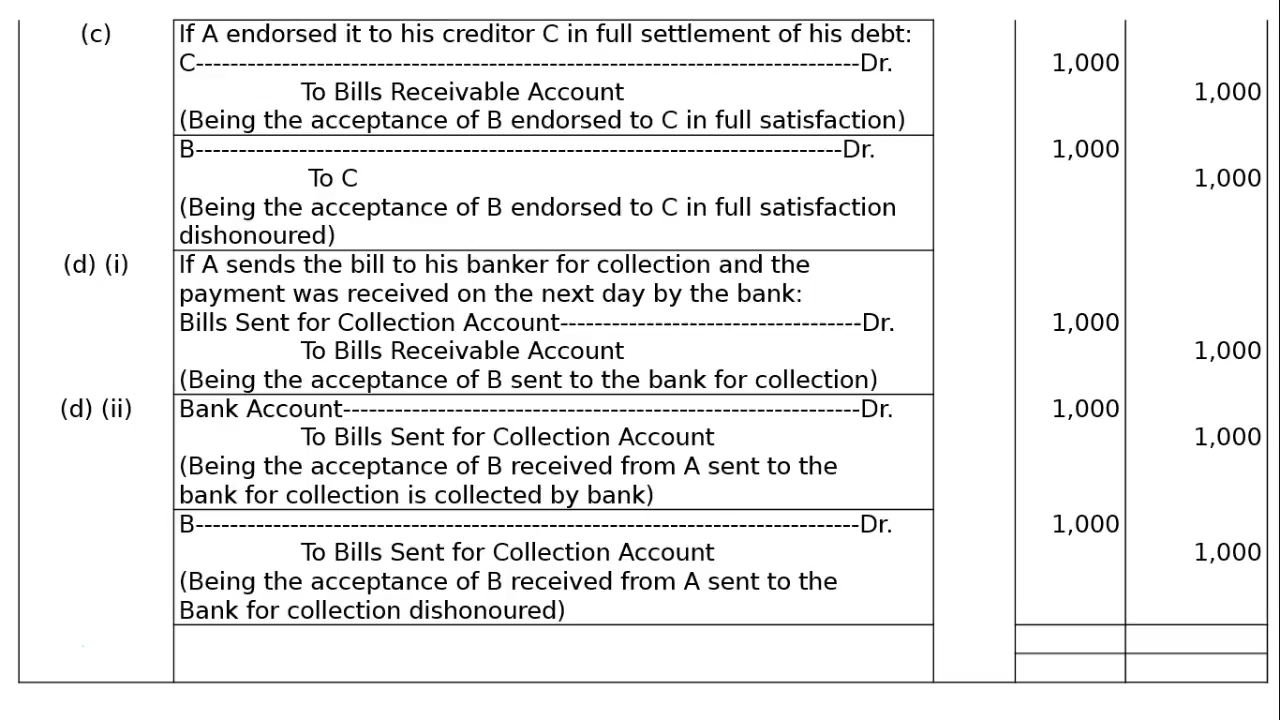 (c) If A endorsed it to his creditor C in full settlement of his debt:
C-----------------------------------------------------------------------------Dr. 1,000
To Bills Receivable Account 1,000
(Being the acceptance of B endorsed to C in full satisfaction)
B---------------------------------------------------------------------------Dr. 1,000
To C 1,000
(Being the acceptance of B endorsed to C in full satisfaction
dishonoured)
(d) (i) If A sends the bill to his banker for collection and the
payment was received on the next day by the bank:
Bills Sent for Collection Account-----------------------------------Dr. 1,000
To Bills Receivable Account 1,000
(Being the acceptance of B sent to the bank for collection)
(d) (ii) Bank Account------------------------------------------------------------Dr. 1,000
To Bills Sent for Collection Account 1,000
(Being the acceptance of B received from A sent to the
bank for collection is collected by bank)
B-----------------------------------------------------------------------------Dr. 1,000
To Bills Sent for Collection Account 1,000
(Being the acceptance of B received from A sent to the
Bank for collection dishonoured)